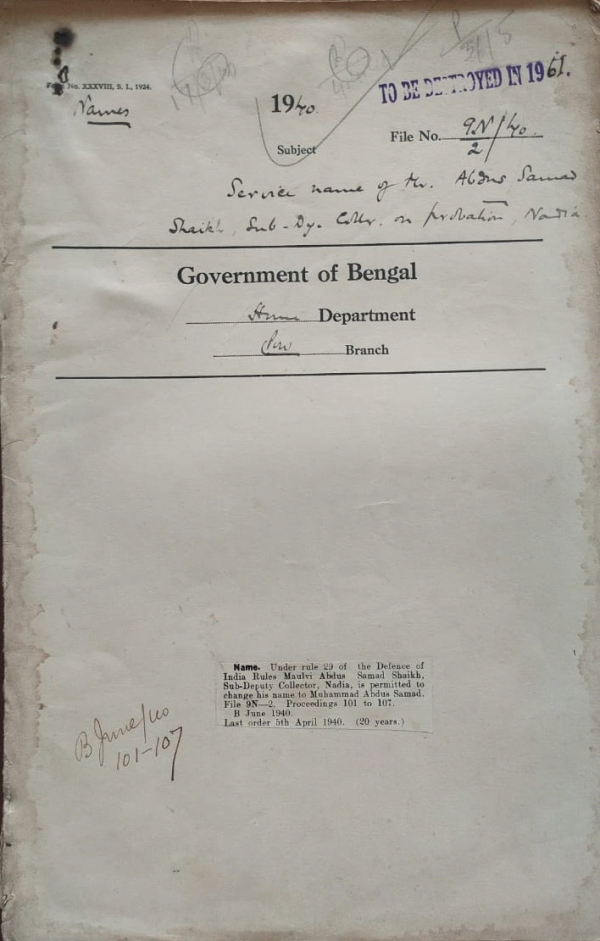 Form No. XXXVIII, S. I., 1924.
Names
TO BE DESTROYED IN 1961.
1940.
File No. 9N/2/40.
Subject
Service name of Mr. Abdus Samad
Shaikh, Sub-Dy. Collr. on probation, Nadia.
Government of Bengal
Home Department
Branch
Name. Under rule 29 of the Defence of
India Rules Maulvi Abdus Samad Shaikh,
Sub-Deputy Collector, Nadia, is permitted to
change his name to Muhammad Abdus Samad.
File 9N—2. Proceedings 101 to 107.
B June 1940.
Last order 5th April 1940. (20 years.)
B June/40
101-107